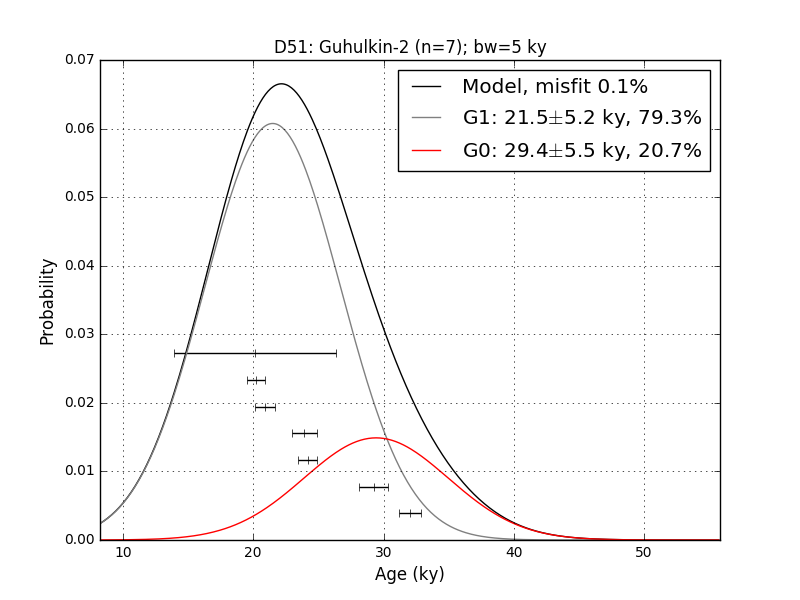 D51: Guhulkin-2 (n=7); bw=5 ky
0.07
0.06
0.05
0.04
0.03
0.02
0.01
0.00
Probability
Model, misfit 0.1%
G1: 21.5±5.2 ky, 79.3%
G0: 29.4±5.5 ky, 20.7%
10 20 30 40 50
Age (ky)